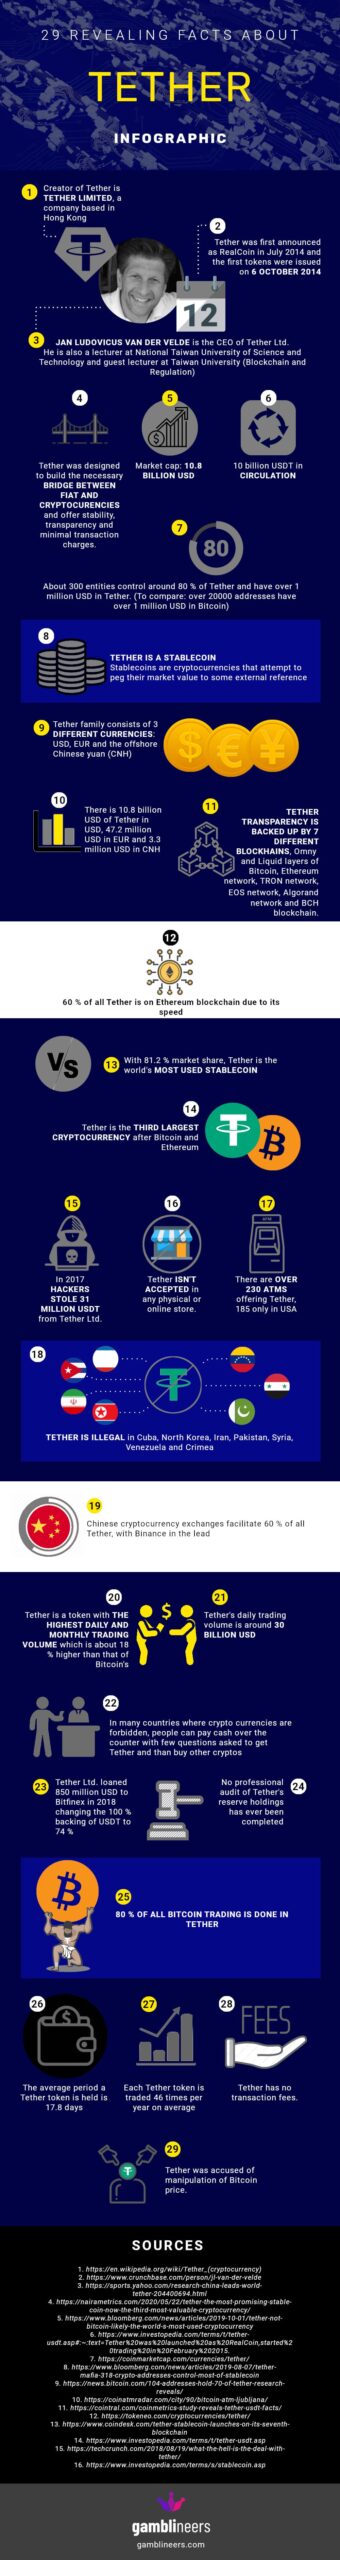 29 REVEALING FACTS ABOUT
TETHER
INFOGRAPHIC
1
Creator of Tether is
TETHER LIMITED, a
company based in
Hong Kong
2
Tether was first announced
as RealCoin in July 2014 and
the first tokens were issued
on 6 OCTOBER 2014
12
3
JAN LUDOVICUS VAN DER VELDE is the CEO of Tether Ltd.
He is also a lecturer at National Taiwan University of Science and
Technology and guest lecturer at Taiwan University (Blockchain and
Regulation)
4
Tether was designed
to build the necessary
BRIDGE BETWEEN
FIAT AND
CRYPTOCURRENCIES
and offer stability,
transparency and
minimal transaction
charges.
5
Market cap: 10.8
BILLION USD
6
10 billion USDT in
CIRCULATION
7
80
About 300 entities control around 80 % of Tether and have over 1
million USD in Tether. (To compare: over 20000 addresses have
over 1 million USD in Bitcoin)
8
TETHER IS A STABLECOIN
Stablecoins are cryptocurrencies that attempt to
peg their market value to some external reference
9
Tether family consists of 3
DIFFERENT CURRENCIES:
USD, EUR and the offshore
Chinese yuan (CNH)
$ € ¥
10
There is 10.8 billion
USD of Tether in
USD, 47.2 million
USD in EUR and 3.3
million USD in CNH
11
TETHER
TRANSPARENCY IS
BACKED UP BY 7
DIFFERENT
BLOCKHAINS, Omny
and Liquid layers of
Bitcoin, Ethereum
network, TRON network,
EOS network, Algorand
network and BCH
blockchain.
12
60 % of all Tether is on Ethereum blockchain due to its
speed
VS
13
With 81.2 % market share, Tether is the
world's MOST USED STABLECOIN
14
Tether is the THIRD LARGEST
CRYPTOCURRENCY after Bitcoin and
Ethereum
15
In 2017
HACKERS
STOLE 31
MILLION USDT
from Tether Ltd.
16
Tether ISN'T
ACCEPTED in
any physical or
online store.
17
ATM
There are OVER
230 ATMS
offering Tether,
185 only in USA
18
TETHER IS ILLEGAL in Cuba, North Korea, Iran, Pakistan, Syria,
Venezuela and Crimea
19
Chinese cryptocurrency exchanges facilitate 60 % of all
Tether, with Binance in the lead
20
Tether is a token with THE
HIGHEST DAILY AND
MONTHLY TRADING
VOLUME which is about 18
% higher than that of
Bitcoin's
$
21
Tether's daily trading
volume is around 30
BILLION USD
22
In many countries where crypto currencies are
forbidden, people can pay cash over the
counter with few questions asked to get
Tether and than buy other cryptos
23
Tether Ltd. loaned
850 million USD to
Bitfinex in 2018
changing the 100 %
backing of USDT to
74 %
24
No professional
audit of Tether's
reserve holdings
has ever been
completed
25
80 % OF ALL BITCOIN TRADING IS DONE IN
TETHER
26
The average period a
Tether token is held is
17.8 days
27
Each Tether token is
traded 46 times per
year on average
28
FEES
Tether has no
transaction fees.
29
Tether was accused of
manipulation of Bitcoin
price.
SOURCES
1. https://en.wikipedia.org/wiki/Tether_(cryptocurrency)
2. https://www.crunchbase.com/person/jl-van-der-velde
3. https://sports.yahoo.com/research-china-leads-world-
tether-204400694.html
4. https://nairametrics.com/2020/05/22/tether-the-most-promising-stable-
coin-now-the-third-most-valuable-cryptocurrency/
5. https://www.bloomberg.com/news/articles/2019-10-01/tether-not-
bitcoin-likely-the-world-s-most-used-cryptocurrency
6. https://www.investopedia.com/terms/t/tether-
usdt.asp#:~:text=Tether%20was%20launched%20as%20RealCoin,started%2
0trading%20in%20February%202015.
7. https://coinmarketcap.com/currencies/tether/
8. https://www.bloomberg.com/news/articles/2019-08-07/tether-
mafia-318-crypto-addresses-control-most-of-stablecoin
9. https://news.bitcoin.com/104-addresses-hold-70-of-tether-research-
reveals/
10. https://coinatmradar.com/city/90/bitcoin-atm-ljubljana/
11. https://cointral.com/coinmetrics-study-reveals-tether-usdt-facts/
12. https://tokeneo.com/cryptocurrencies/tether/
13. https://www.coindesk.com/tether-stablecoin-launches-on-its-seventh-
blockchain
14. https://www.investopedia.com/terms/t/tether-usdt.asp
15. https://techcrunch.com/2018/08/19/what-the-hell-is-the-deal-with-
tether/
16. https://www.investopedia.com/terms/s/stablecoin.asp
gamblineers
gamblineers.com